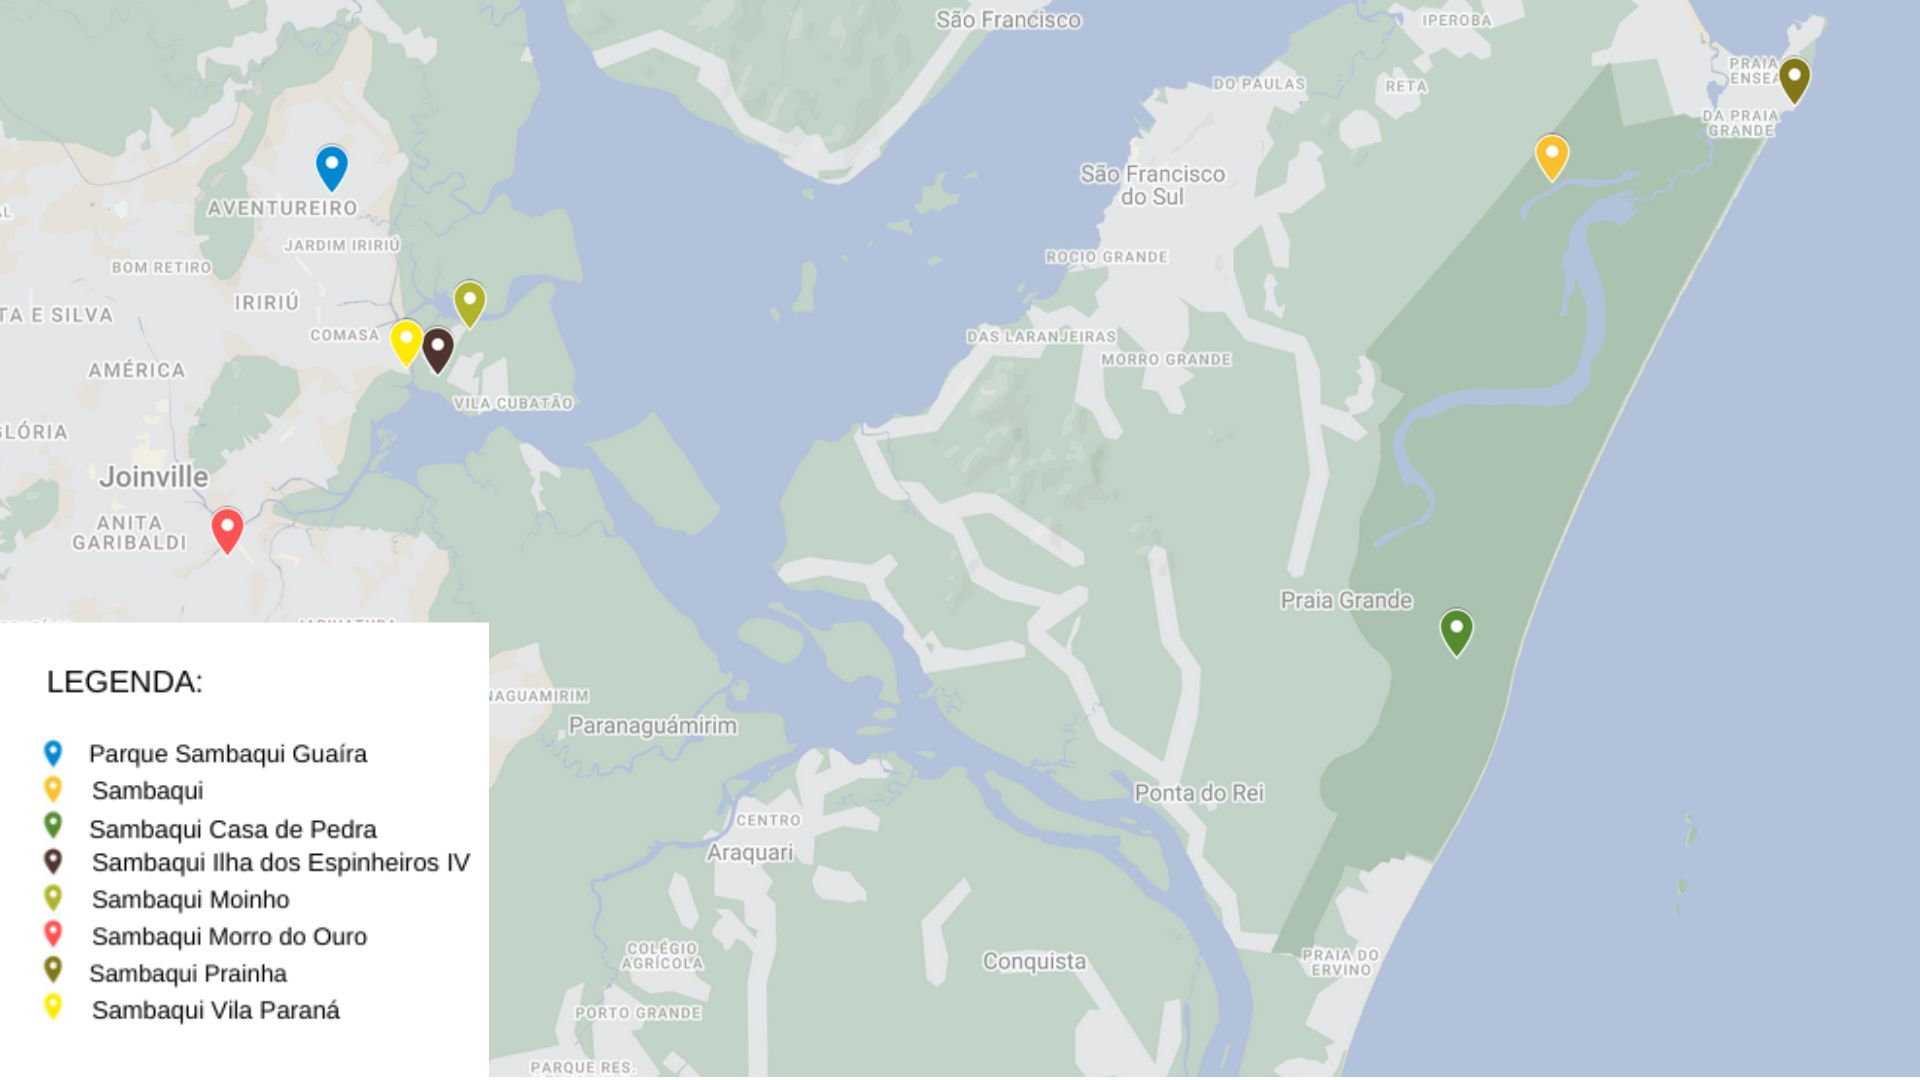 São Francisco
IPEROBA
PRAIA
ENSEA
DO PAULAS
RETA
DA PRAIA
GRANDE
São Francisco
do Sul
AVENTUREIRO
JARDIM IRIRIÚ
ROCIO GRANDE
BOM RETIRO
IRIRIÚ
TA E SILVA
COMASA
DAS LARANJEIRAS
MORRO GRANDE
AMÉRICA
VILA CUBATÃO
GLÓRIA
Joinville
ANITA
GARIBALDI
Praia Grande
NAGUAMIRIM
Paranaguámirim
Ponta do Rei
CENTRO
Araquari
COLÉGIO
AGRÍCOLA
Conquista
PRAIA DO
ERVINO
PORTO GRANDE
PARQUE RES.
LEGENDA:
Parque Sambaqui Guaíra
Sambaqui
Sambaqui Casa de Pedra
Sambaqui Ilha dos Espinheiros IV
Sambaqui Moinho
Sambaqui Morro do Ouro
Sambaqui Prainha
Sambaqui Vila Paraná